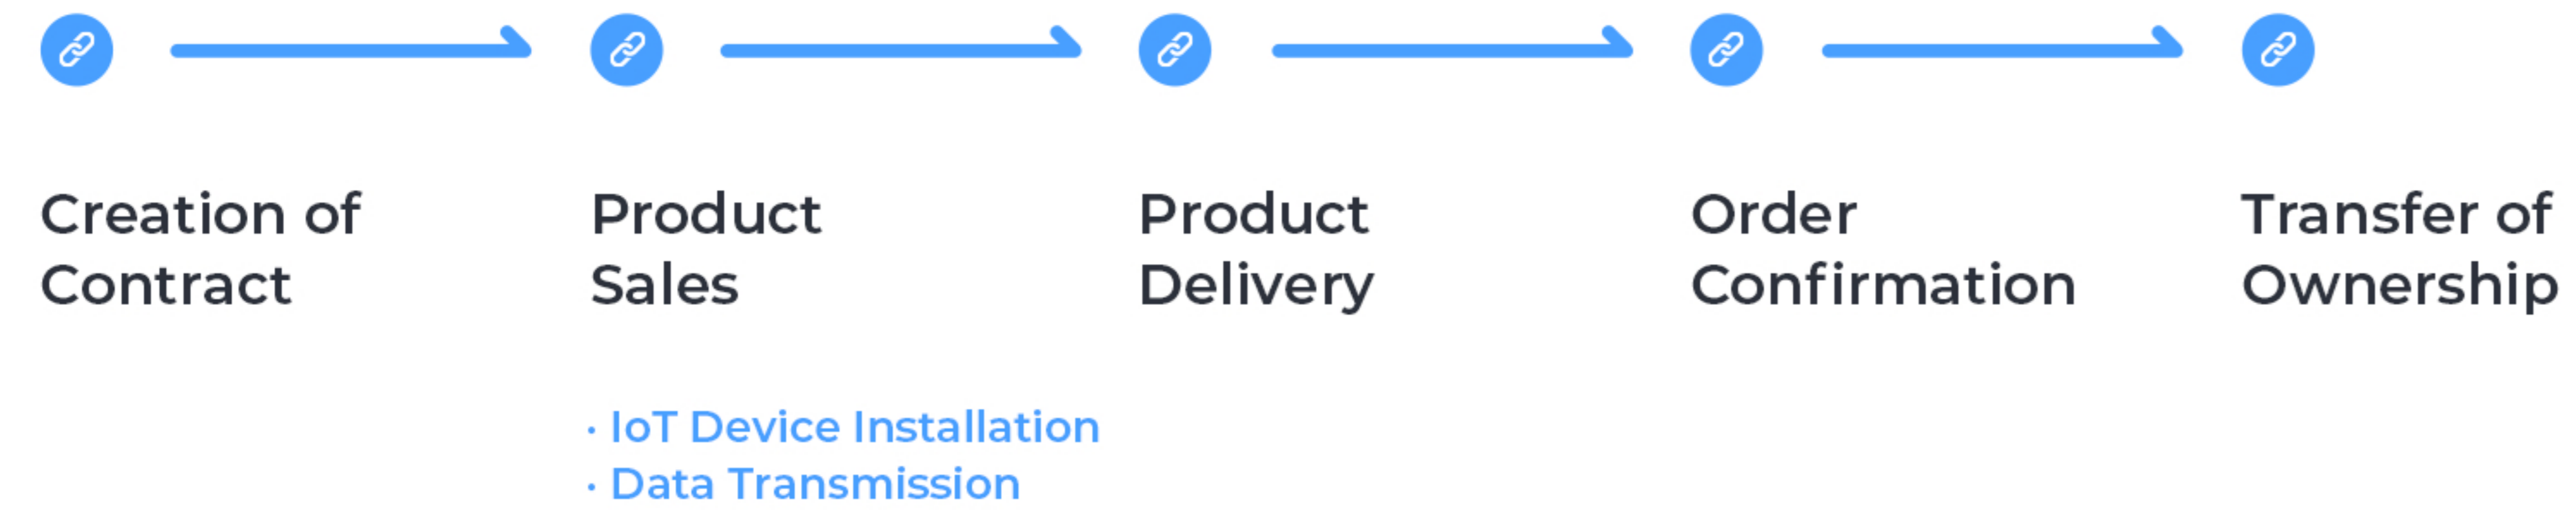 Creation of
Contract
Product
Sales
· IoT Device Installation
· Data Transmission
Product
Delivery
Order
Confirmation
Transfer of
Ownership